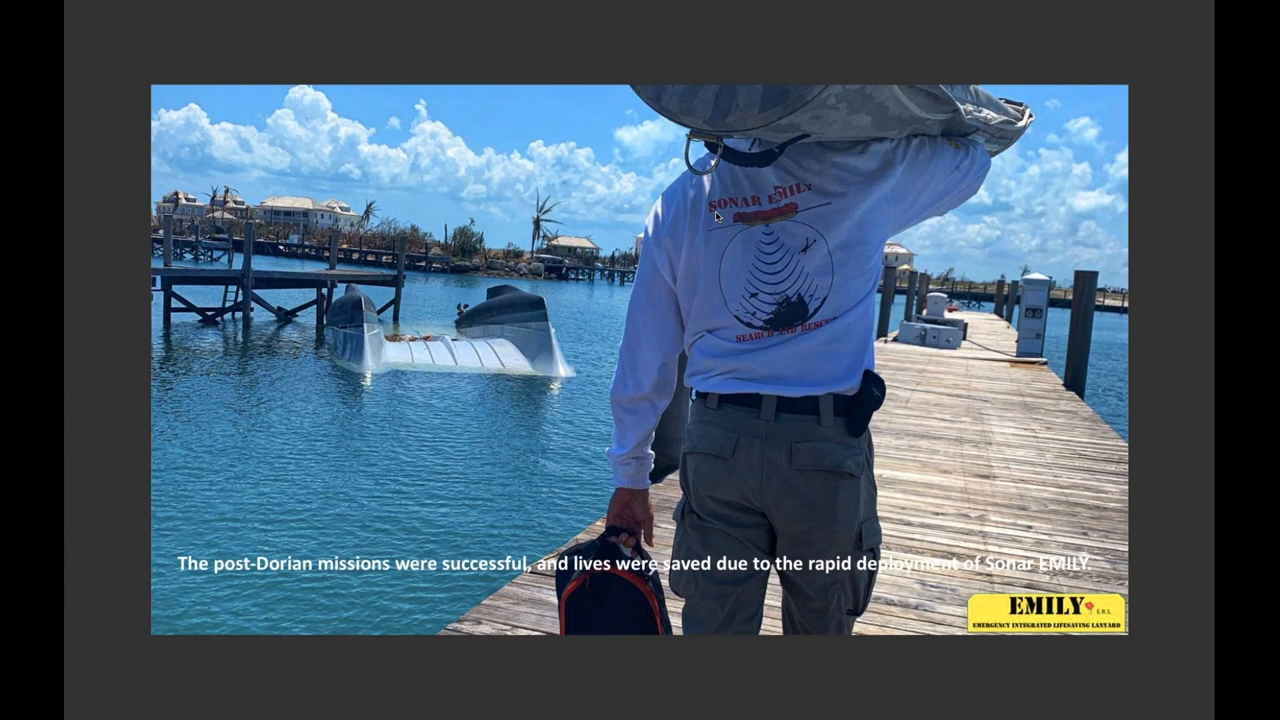 SONAR EMILY
SEARCH AND RESCUE
The post-Dorian missions were successful, and lives were saved due to the rapid deployment of Sonar EMILY.
EMILY E.R.S.
EMERGENCY INTEGRATED LIFESAVING LANYARD